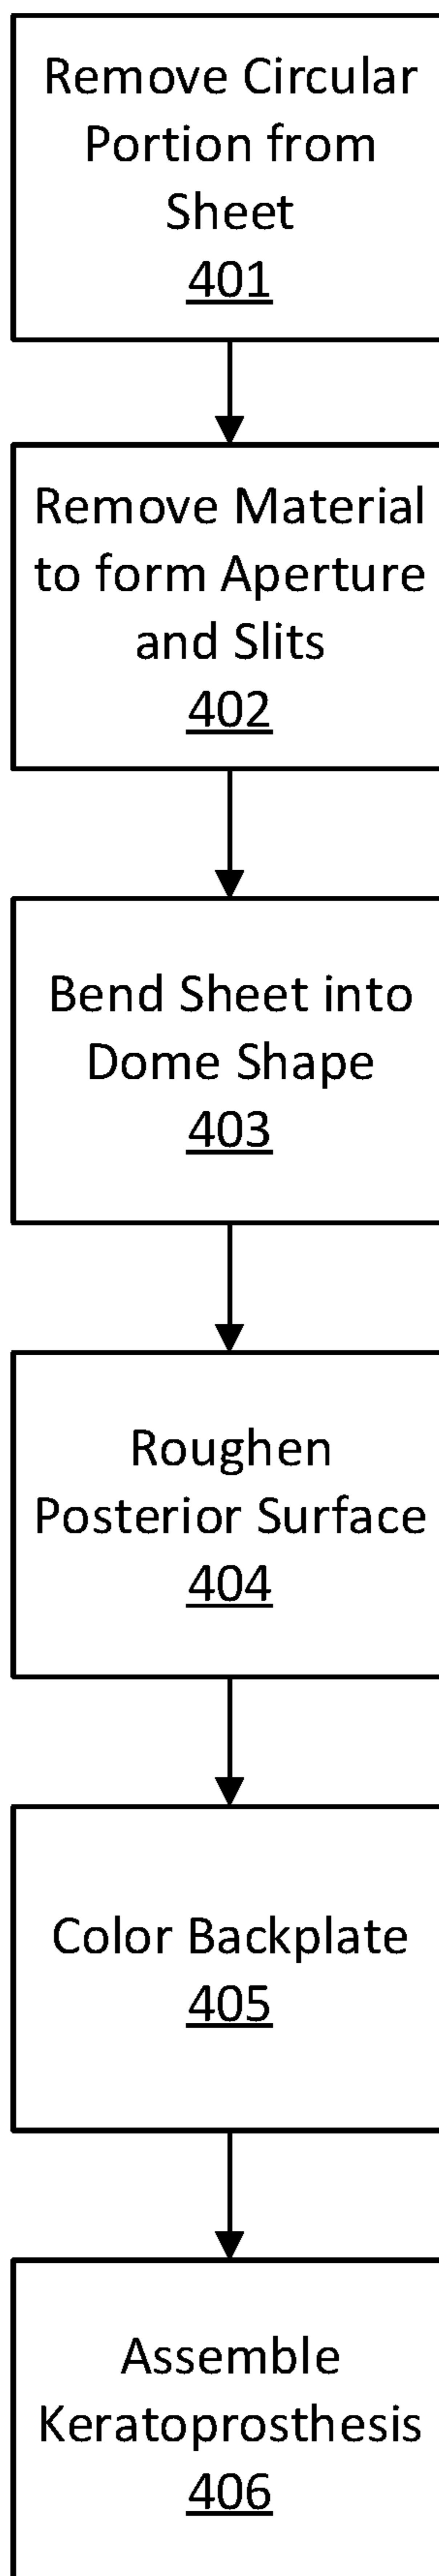 Remove Circular
Portion from
Sheet
401
Remove Material
to form Aperture
and Slits
402
Bend Sheet into
Dome Shape
403
Roughen
Posterior Surface
404
Color Backplate
405
Assemble
Keratoprosthesis
406